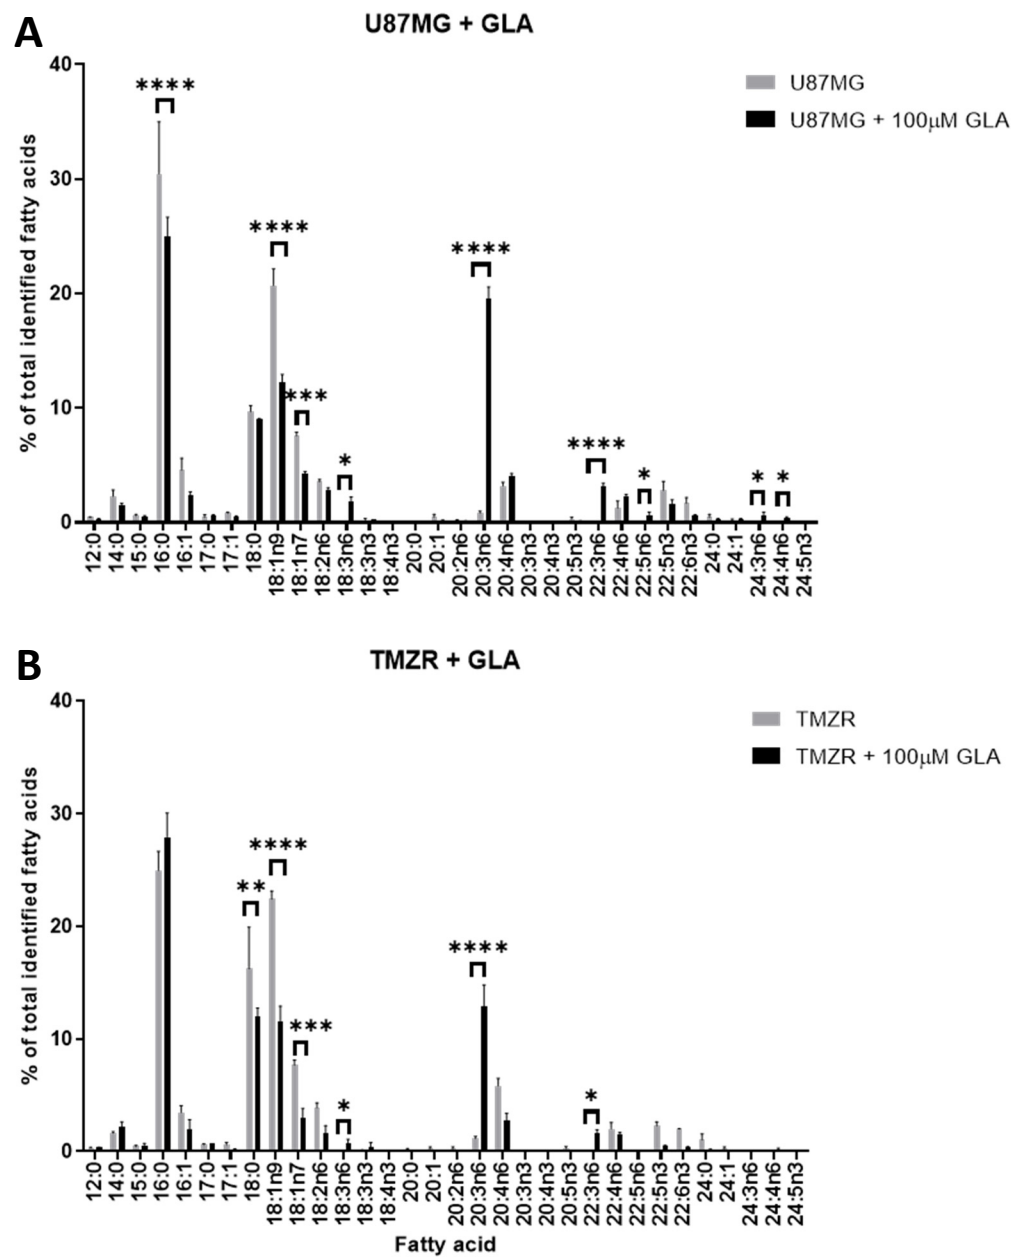 A
U87MG + GLA
U87MG
U87MG + 100μM GLA
% of total identified fatty acids
40
30
20
10
0
****
****
***
*
****
****
*
*
*
12:0
14:0
15:0
16:0
16:1
17:0
17:1
18:0
18:1n9
18:1n7
18:2n6
18:3n6
18:3n3
18:4n3
20:0
20:1
20:2n6
20:3n6
20:4n6
20:3n3
20:4n3
20:5n3
22:3n6
22:4n6
22:5n6
22:5n3
22:6n3
24:0
24:1
24:3n6
24:4n6
24:5n3
B
TMZR + GLA
TMZR
TMZR + 100μM GLA
% of total identified fatty acids
40
30
20
10
0
**
****
***
*
****
*
12:0
14:0
15:0
16:0
16:1
17:0
17:1
18:0
18:1n9
18:1n7
18:2n6
18:3n6
18:3n3
18:4n3
20:0
20:1
20:2n6
20:3n6
20:4n6
20:3n3
20:4n3
20:5n3
22:3n6
22:4n6
22:5n6
22:5n3
22:6n3
24:0
24:1
24:3n6
24:4n6
24:5n3
Fatty acid